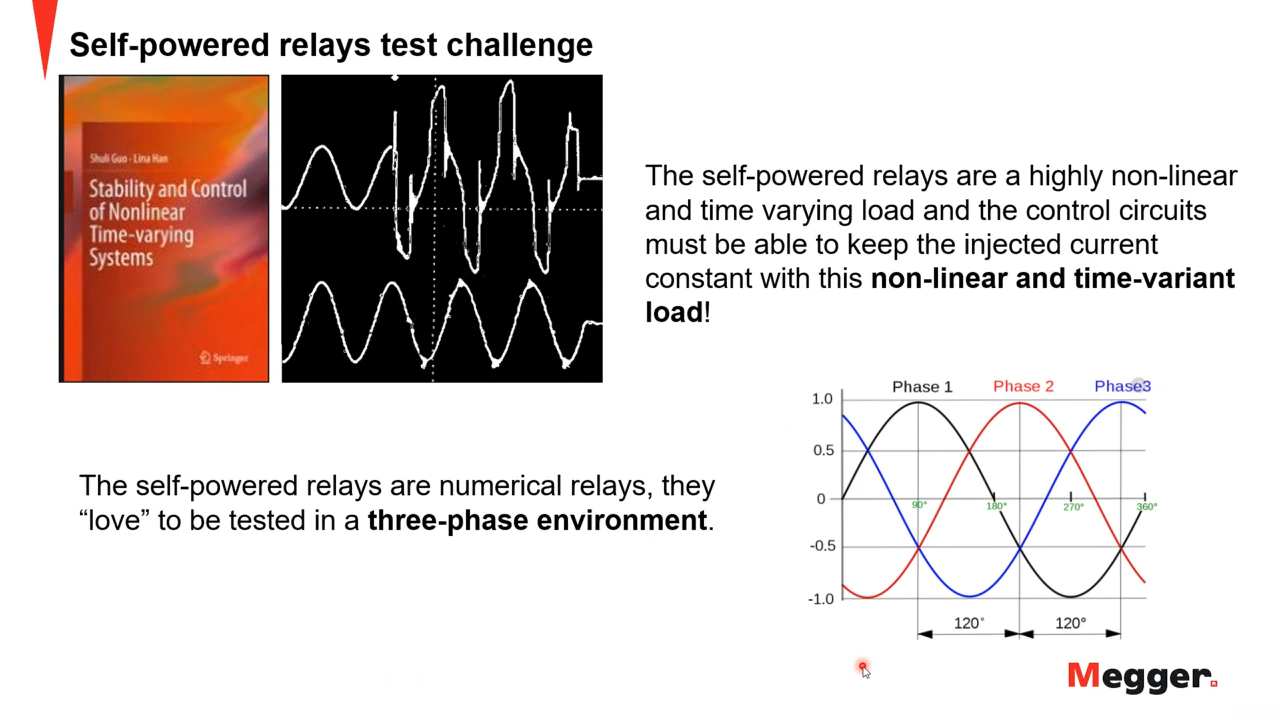 Self-powered relays test challenge
Shuli Guo · Lina Han
Stability and Control
of Nonlinear
Time-varying
Systems
Springer
The self-powered relays are a highly non-linear
and time varying load and the control circuits
must be able to keep the injected current
constant with this non-linear and time-variant
load!
The self-powered relays are numerical relays, they
“love” to be tested in a three-phase environment.
Phase 1 Phase 2 Phase3
1.0
0.5
0
90° 180° 270° 360°
-0.5
-1.0
120° 120°
Megger.